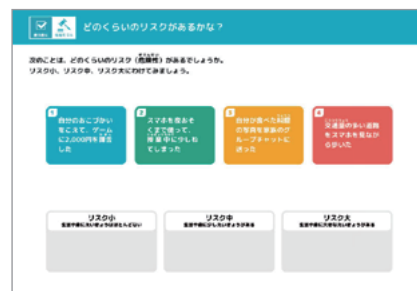 どのくらいのリスクがあるかな？
次のことは、どのくらいのリスク（危険性）があるでしょうか。
リスク小、リスク中、リスク大にわけてみましょう。
1
自分のおこづかい
をこえて、ゲーム
に2,000円を課金
した
2
スマホを夜おそ
くまで使って、
授業中に少しね
てしまった
3
自分が食べた料理
の写真を家族のグ
ループチャットに
送った
4
交通量の多い道路
をスマホを見なが
ら歩いた
リスク小
リスク中
リスク大